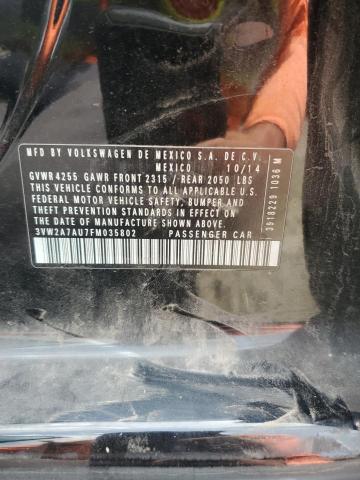 MFD BY VOLKSWAGEN DE MEXICO S.A. DE C.V.
MEXICO 10/14
GVWR4255 GAWR FRONT 2315 / REAR 2050 LBS
THIS VEHICLE CONFORMS TO ALL APPLICABLE U.S.
FEDERAL MOTOR VEHICLE SAFETY, BUMPER AND
THEFT PREVENTION STANDARDS IN EFFECT ON THE
DATE OF MANUFACTURE SHOWN ABOVE.
3VW2A7AU7FM035802 PASSENGER CAR
3918229 1036 M